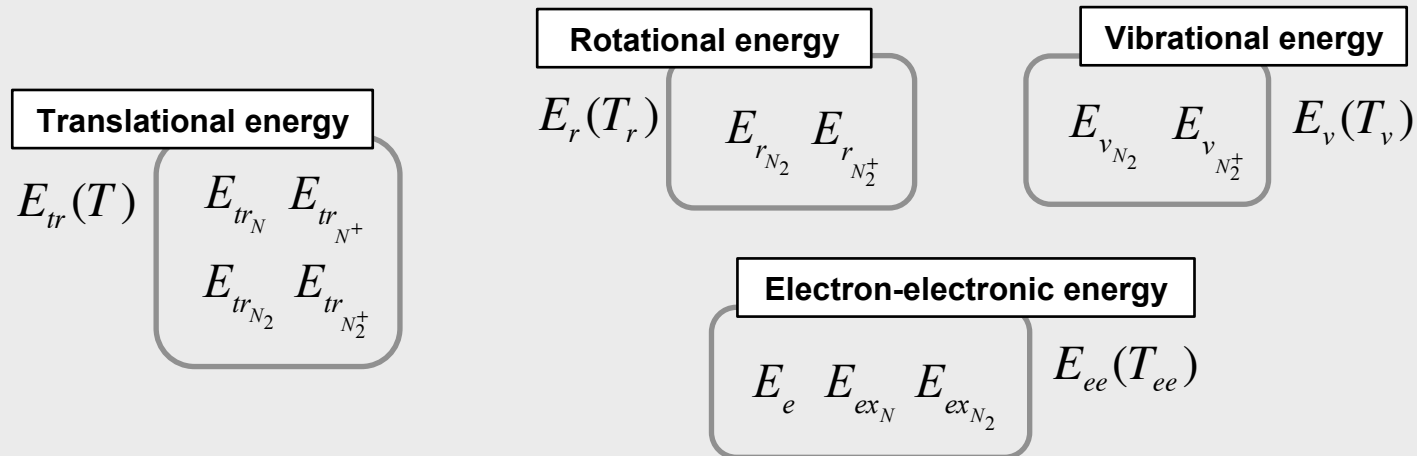 Translational energy
E_{tr}(T)
E_{tr_N} E_{tr_{N^+}}
E_{tr_{N_2}} E_{tr_{N_2^+}}
Rotational energy
E_r(T_r)
E_{r_{N_2}} E_{r_{N_2^+}}
Vibrational energy
E_{v_{N_2}} E_{v_{N_2^+}}
E_v(T_v)
Electron-electronic energy
E_e E_{ex_N} E_{ex_{N_2}}
E_{ee}(T_{ee})